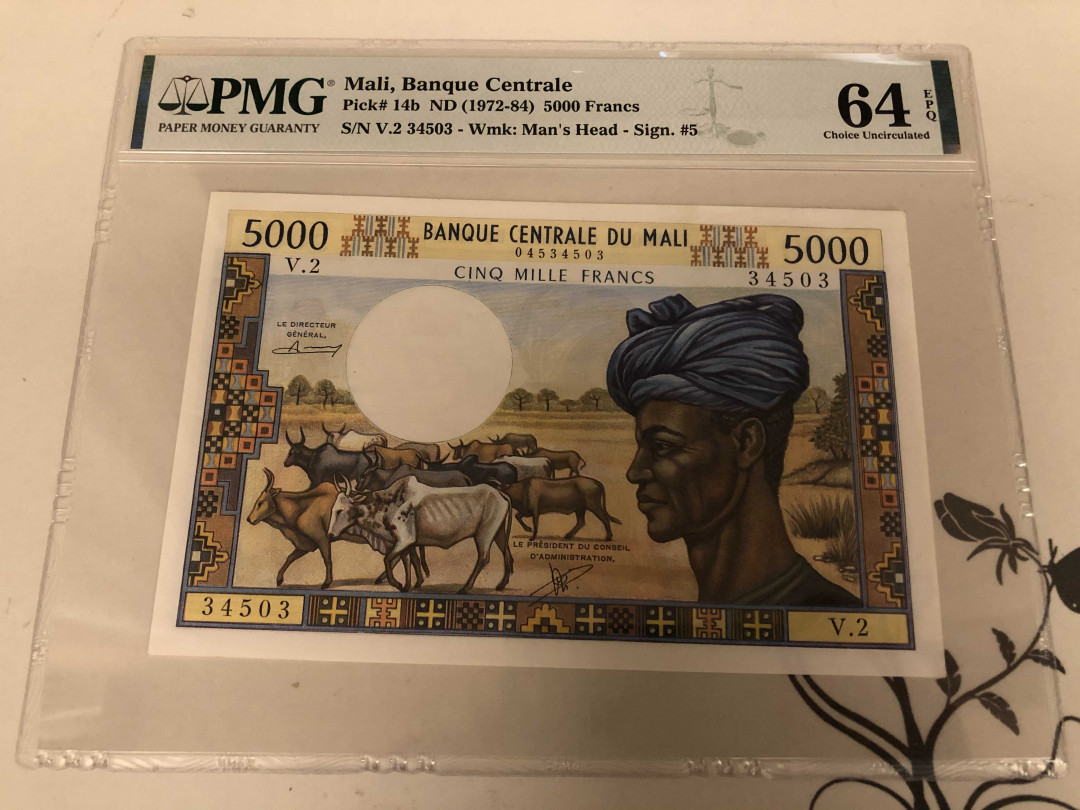 PMG®
PAPER MONEY GUARANTY
Mali, Banque Centrale
Pick# 14b ND (1972-84) 5000 Francs
S/N V.2 34503 - Wmk: Man's Head - Sign. #5
64
EPQ
Choice Uncirculated
5000 BANQUE CENTRALE DU MALI 5000
04534503
V.2 CINQ MILLE FRANCS 34503
LE DIRECTEUR
GÉNÉRAL,
LE PRÉSIDENT DU CONSEIL
D'ADMINISTRATION,
34503 V.2